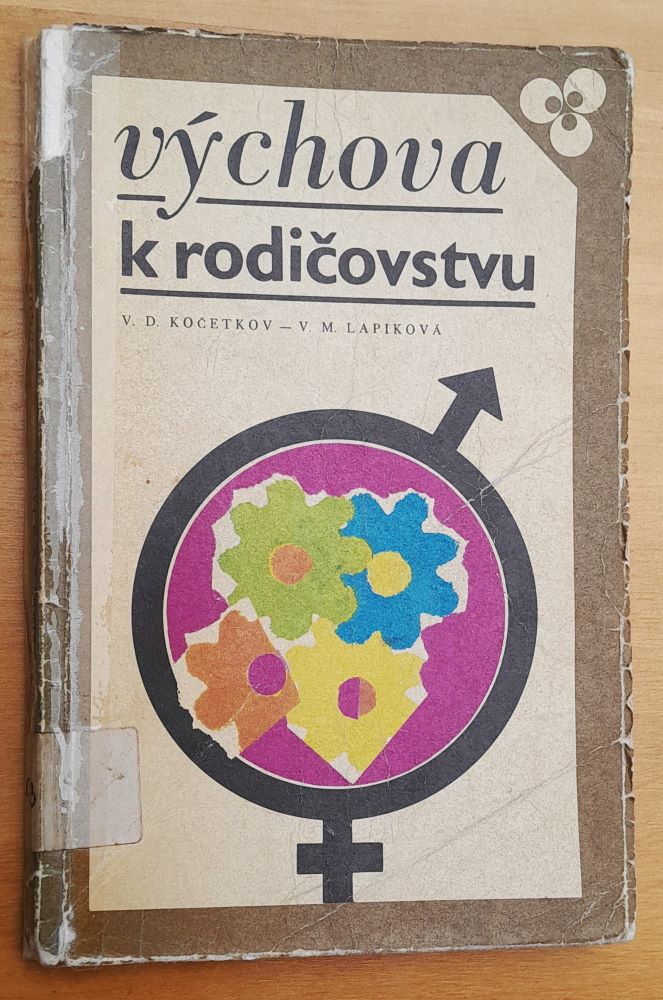 výchova
k rodičovstvu
V. D. KOČETKOV — V. M. LAPIKOVÁ